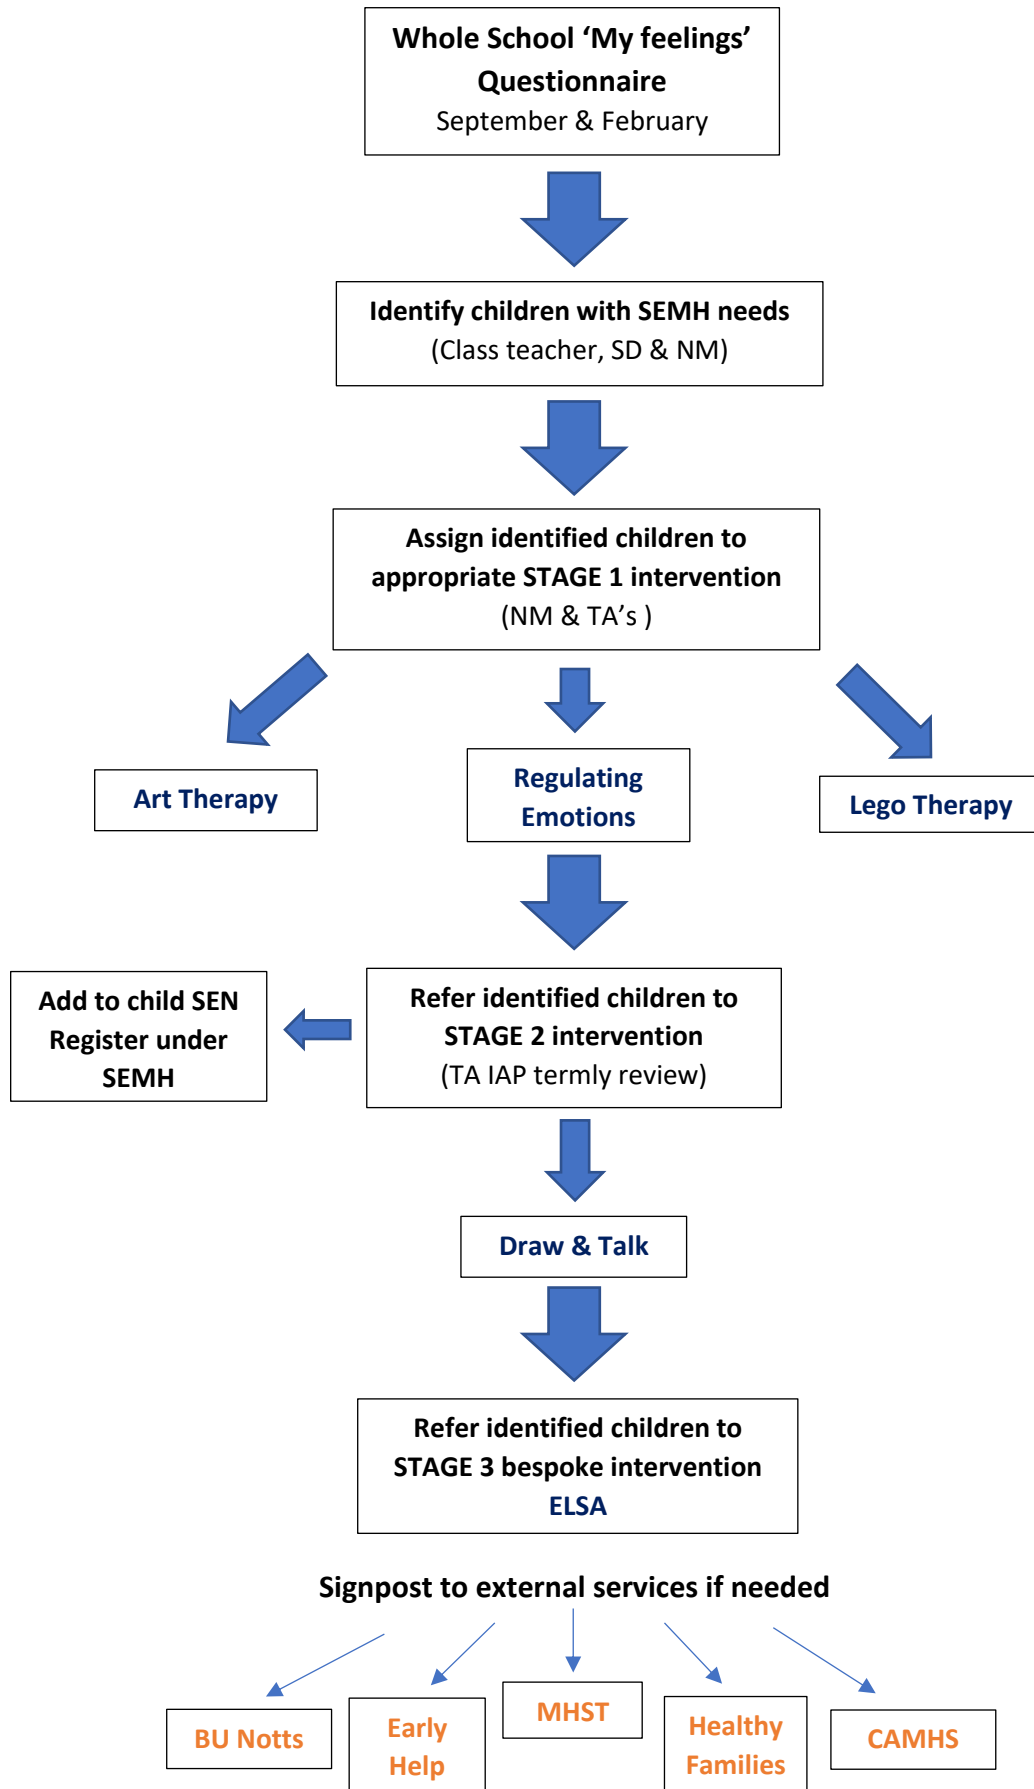 Whole School ‘My feelings’
Questionnaire
September & February
Identify children with SEMH needs
(Class teacher, SD & NM)
Assign identified children to
appropriate STAGE 1 intervention
(NM & TA’s )
Art Therapy
Regulating
Emotions
Lego Therapy
Add to child SEN
Register under
SEMH
Refer identified children to
STAGE 2 intervention
(TA IAP termly review)
Draw & Talk
Refer identified children to
STAGE 3 bespoke intervention
ELSA
Signpost to external services if needed
BU Notts
Early
Help
MHST
Healthy
Families
CAMHS